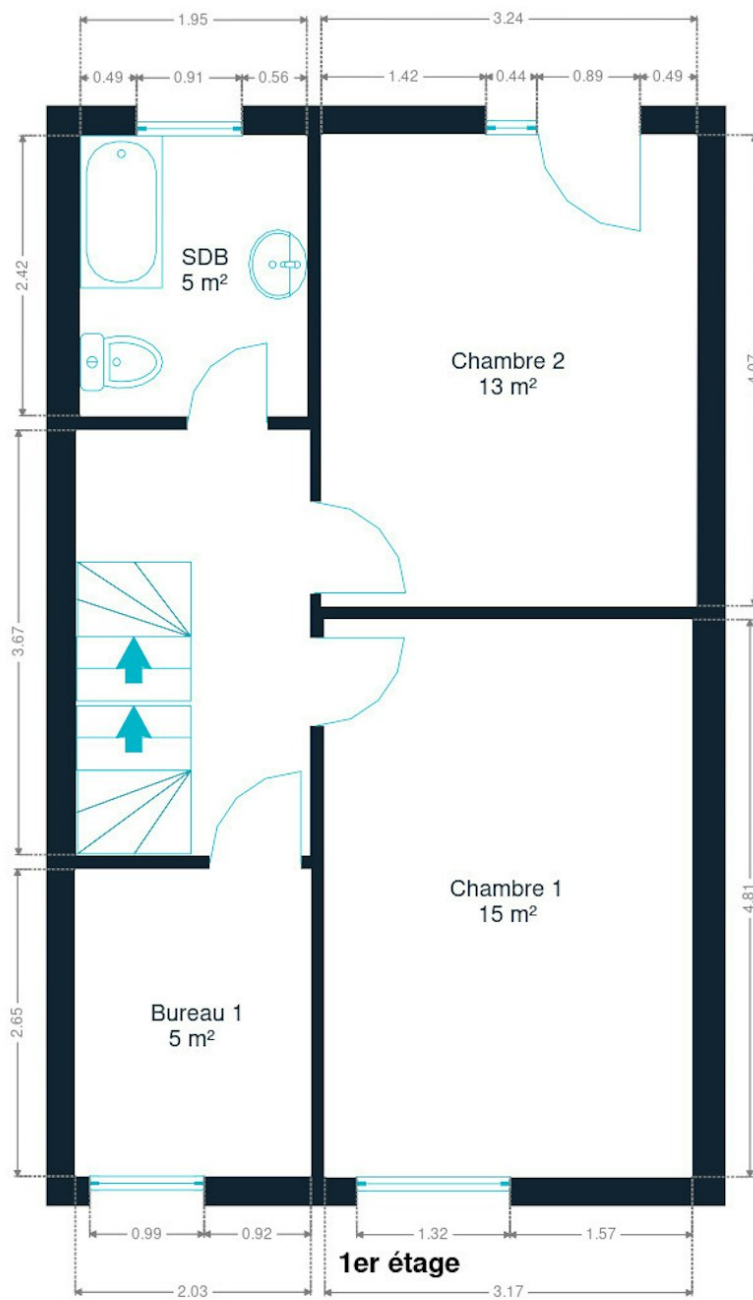 1.95
3.24
0.49
0.91
0.56
1.42
0.44
0.89
0.49
2.42
SDB
5 m²
Chambre 2
13 m²
4.07
3.67
Chambre 1
15 m²
4.81
Bureau 1
5 m²
2.65
0.99
0.92
1.32
1.57
1er étage
2.03
3.17